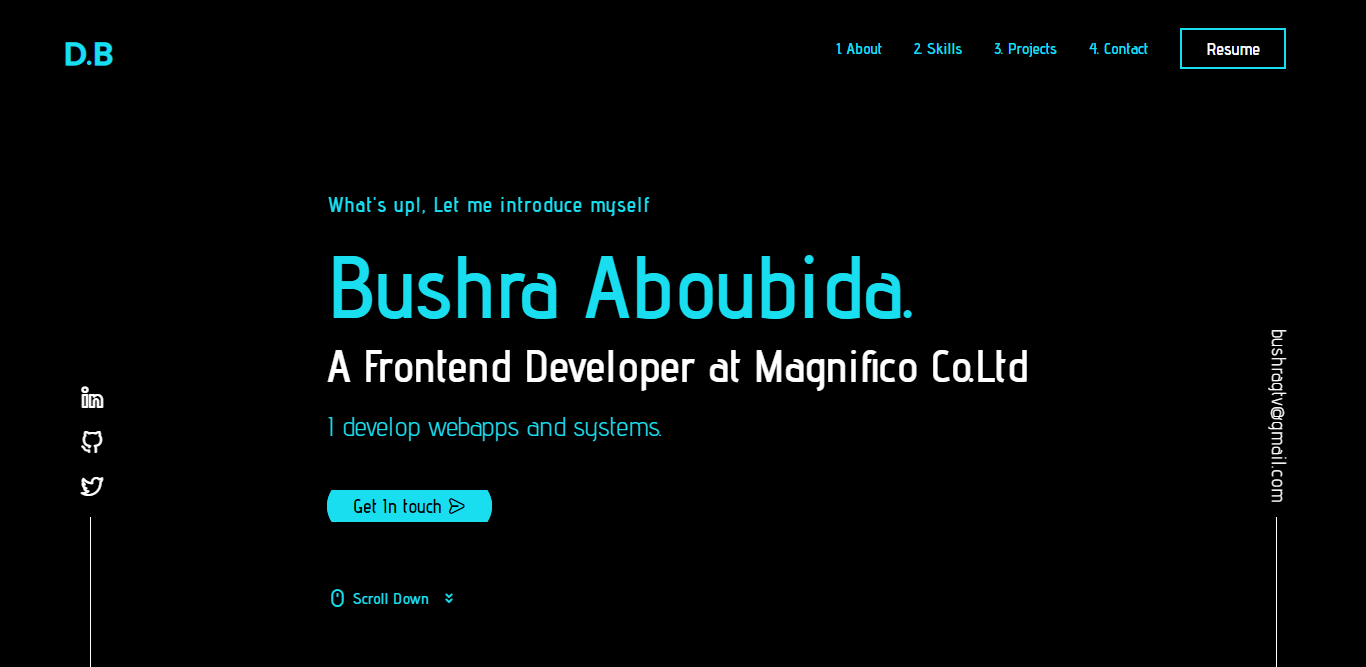 D.B
1. About
2. Skills
3. Projects
4. Contact
Resume
What's up!, Let me introduce myself
Bushra Aboubida.
A Frontend Developer at Magnifico Co.Ltd
I develop webapps and systems.
Get In touch
Scroll Down
bushraqtv@gmail.com